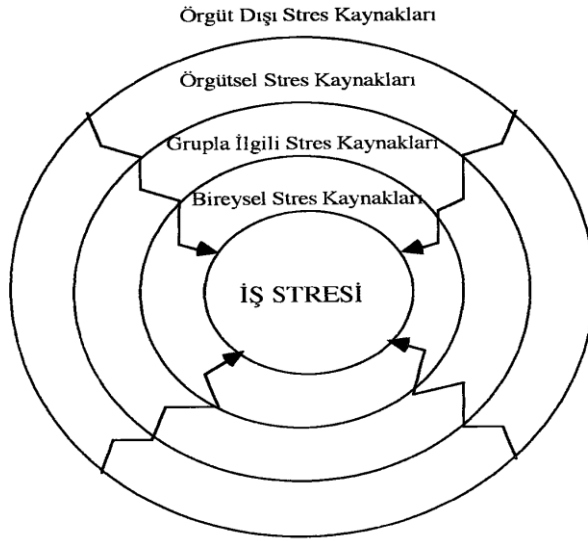 Örgüt Dışı Stres Kaynakları
Örgütsel Stres Kaynakları
Grupla İlgili Stres Kaynakları
Bireysel Stres Kaynakları
İŞ STRESİ